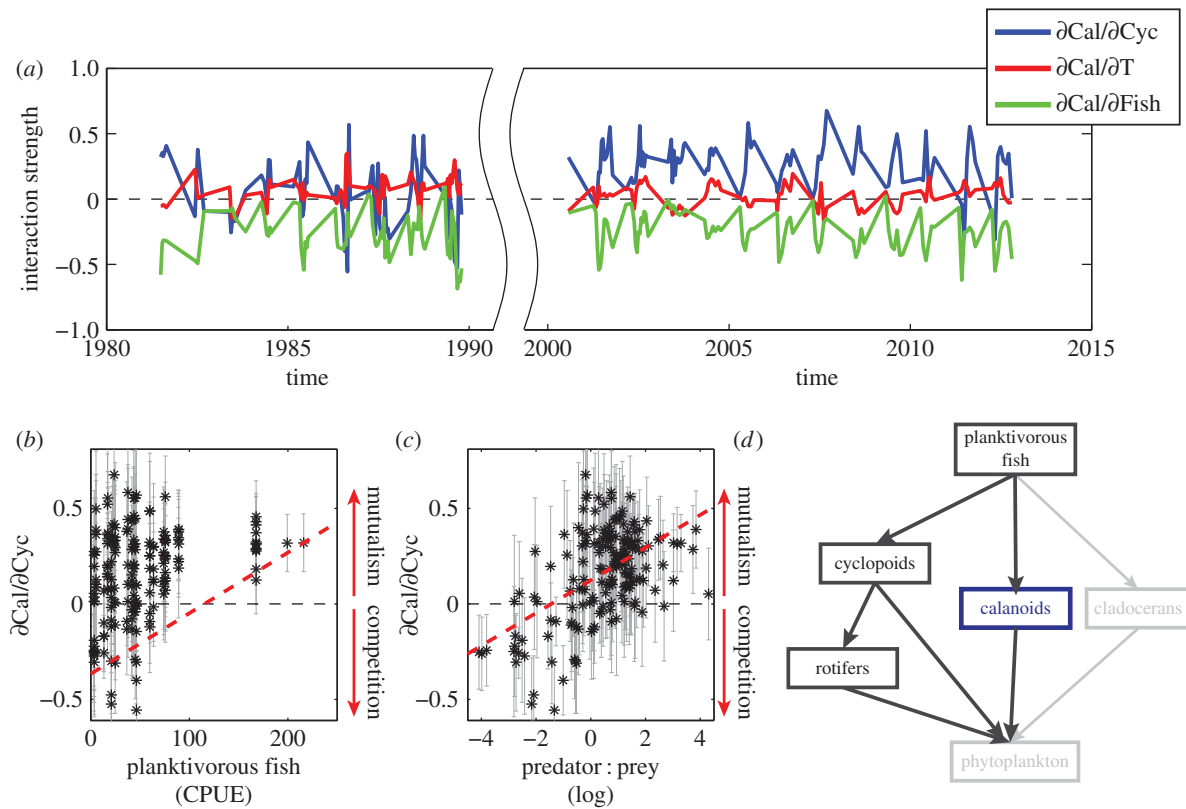 ∂Cal/∂Cyc
∂Cal/∂T
∂Cal/∂Fish
(a)
interaction strength
1.0
0.5
0
−0.5
−1.0
1980
1985
1990
2000
2005
2010
2015
time
time
(b)
∂Cal/∂Cyc
0.5
0
−0.5
0
100
200
planktivorous fish
(CPUE)
mutualism
competition
(c)
∂Cal/∂Cyc
0.5
0
−0.5
−4
−2
0
2
4
predator : prey
(log)
mutualism
competition
(d)
planktivorous
fish
cyclopoids
calanoids
cladocerans
rotifers
phytoplankton